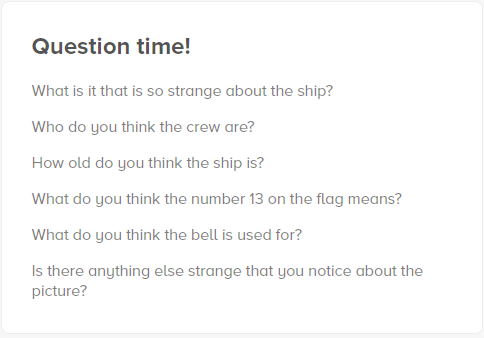 Question time!
What is it that is so strange about the ship?
Who do you think the crew are?
How old do you think the ship is?
What do you think the number 13 on the flag means?
What do you think the bell is used for?
Is there anything else strange that you notice about the
picture?